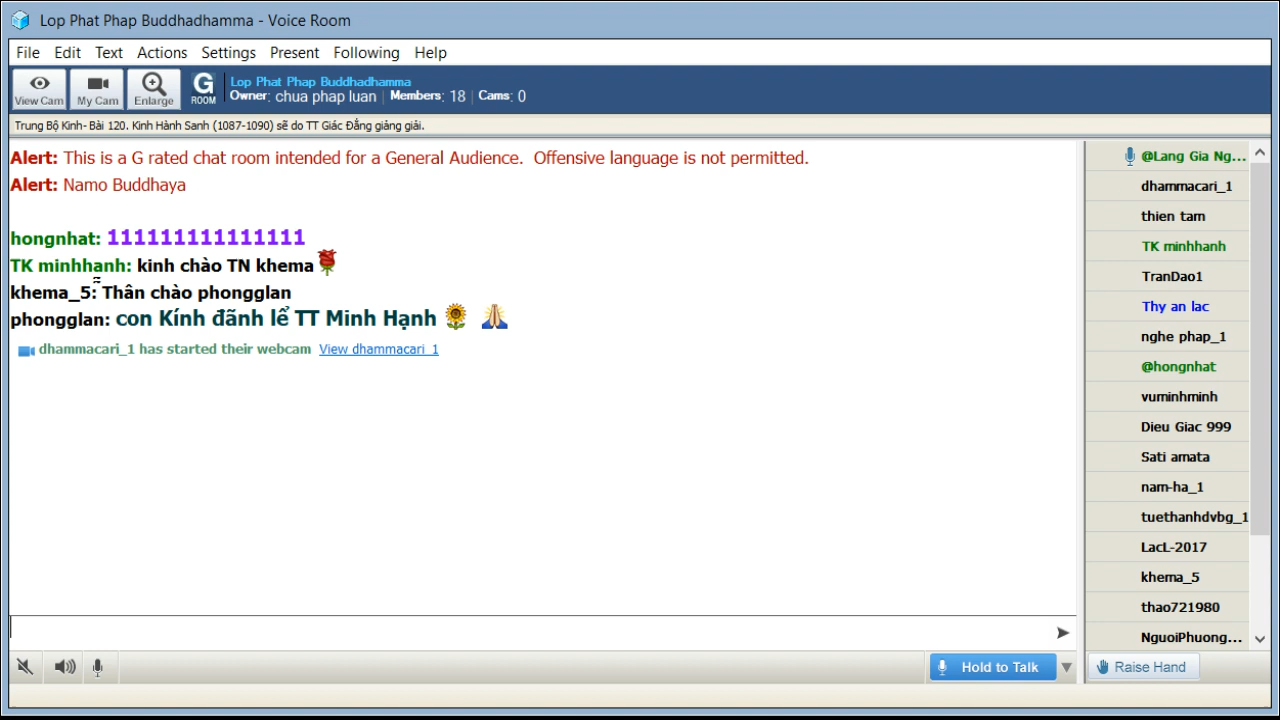 Lop Phat Phap Buddhadhamma - Voice Room
File Edit Text Actions Settings Present Following Help
View Cam My Cam Enlarge G ROOM
Lop Phat Phap Buddhadhamma
Owner: chua phap luan | Members: 18 | Cams: 0
Trung Bộ Kinh- Bài 120. Kinh Hành Sanh (1087-1090) sẽ do TT Giác Đẳng giảng giải.
Alert: This is a G rated chat room intended for a General Audience. Offensive language is not permitted.
Alert: Namo Buddhaya
hongnhat: 111111111111111
TK minhhanh: kinh chào TN khema
khema_5: Thân chào phongglan
phongglan: con Kính đãnh lể TT Minh Hạnh
dhammacari_1 has started their webcam View dhammacari_1
@Lang Gia Ng...
dhammacari_1
thien tam
TK minhhanh
TranDao1
Thy an lac
nghe phap_1
@hongnhat
vuminhminh
Dieu Giac 999
Sati amata
nam-ha_1
tuethanhdvbg_1
LacL-2017
khema_5
thao721980
NguoiPhuong...
Hold to Talk
Raise Hand